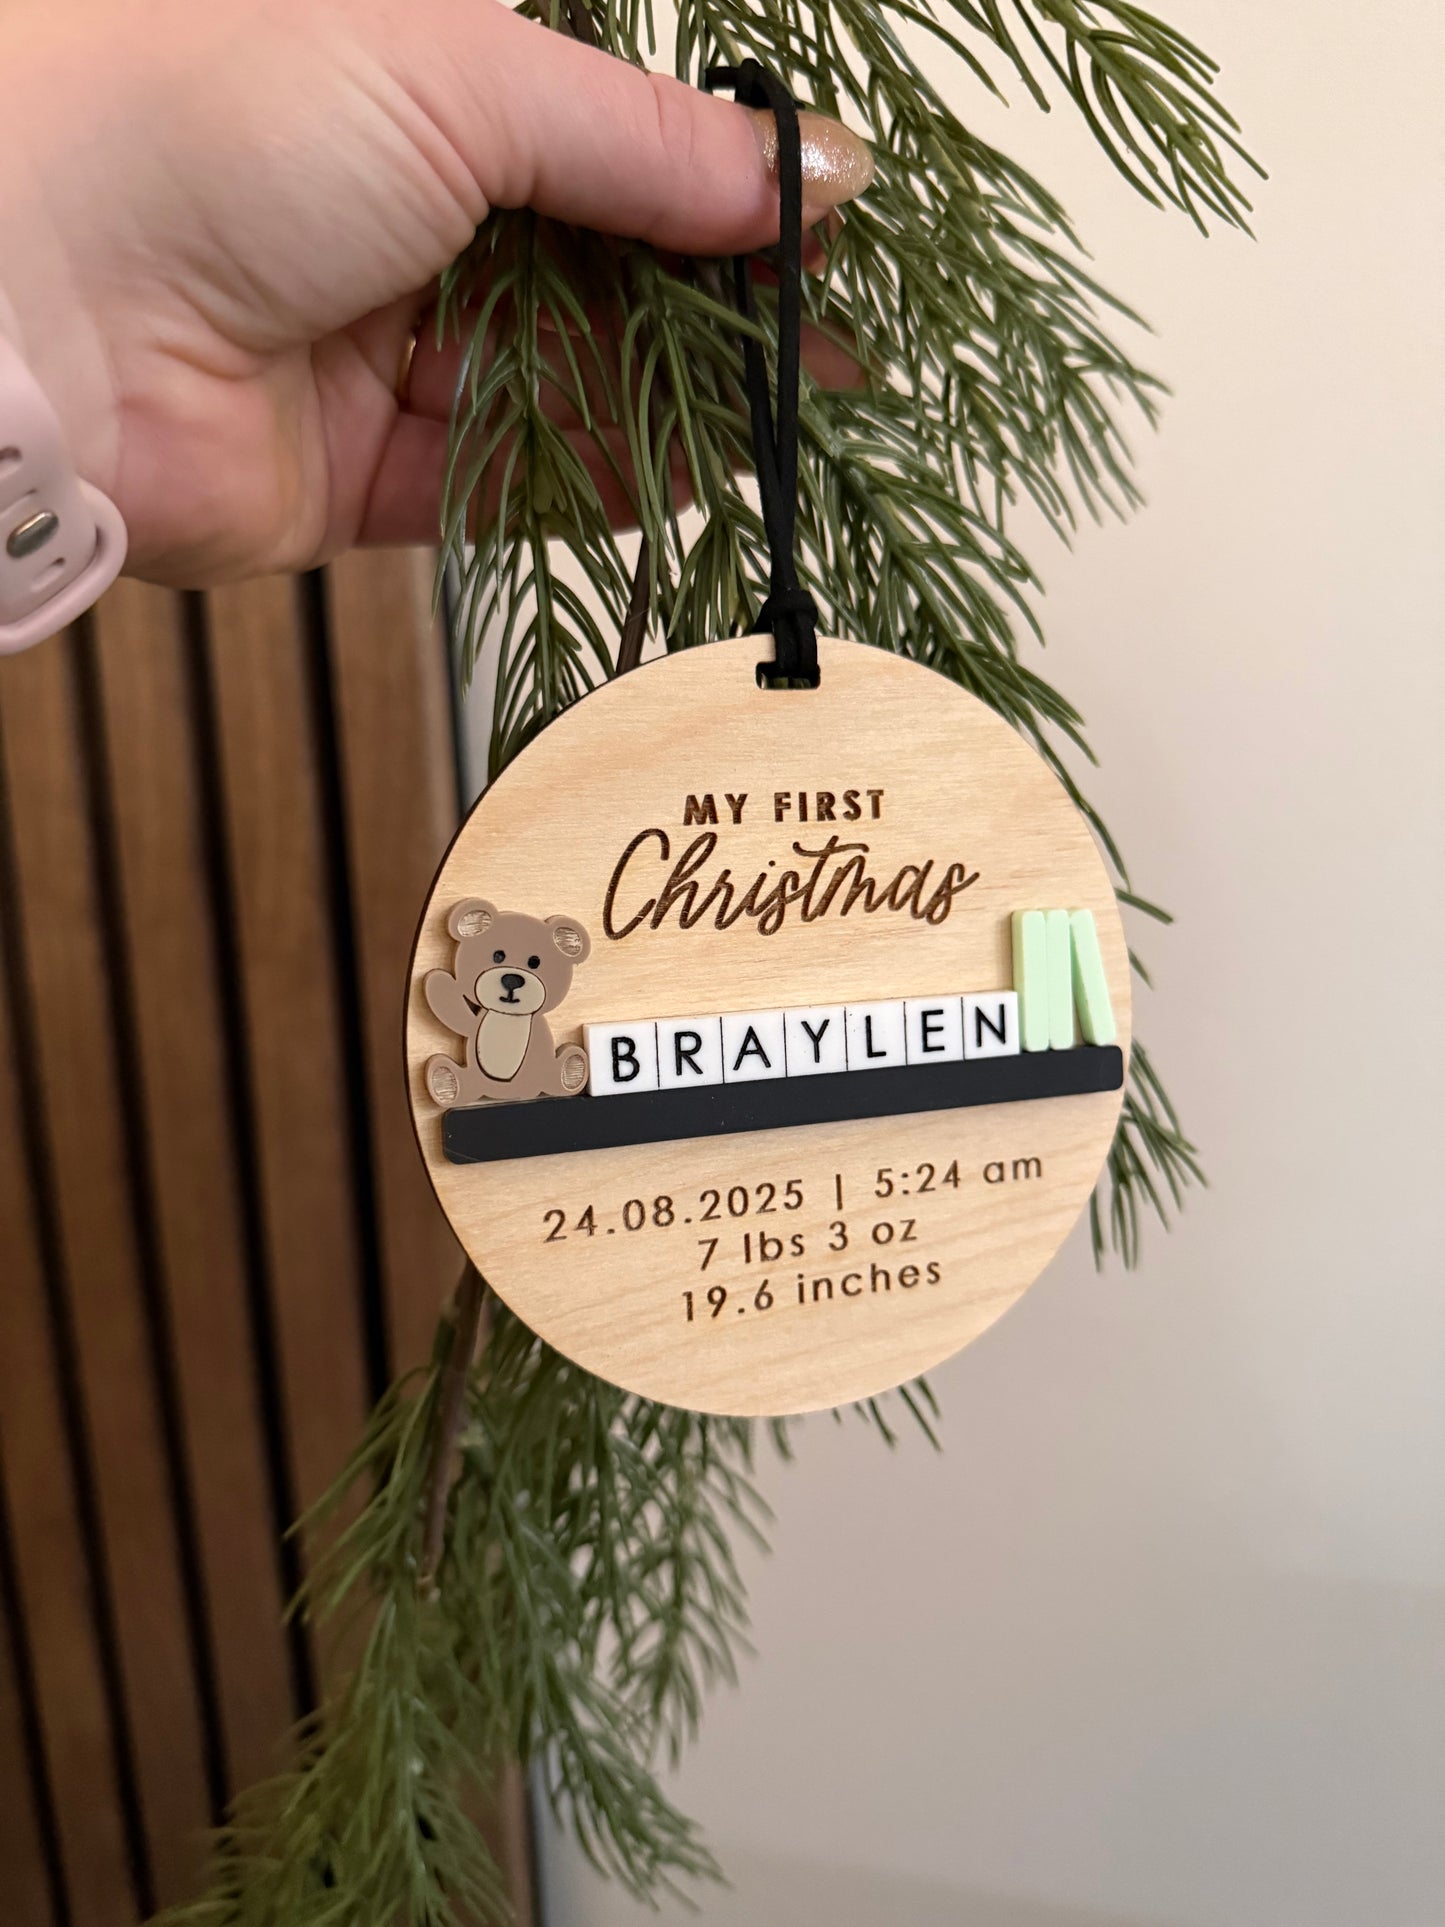 MY FIRST
Christmas
BRAYLEN
24.08.2025 | 5:24 am
7 lbs 3 oz
19.6 inches